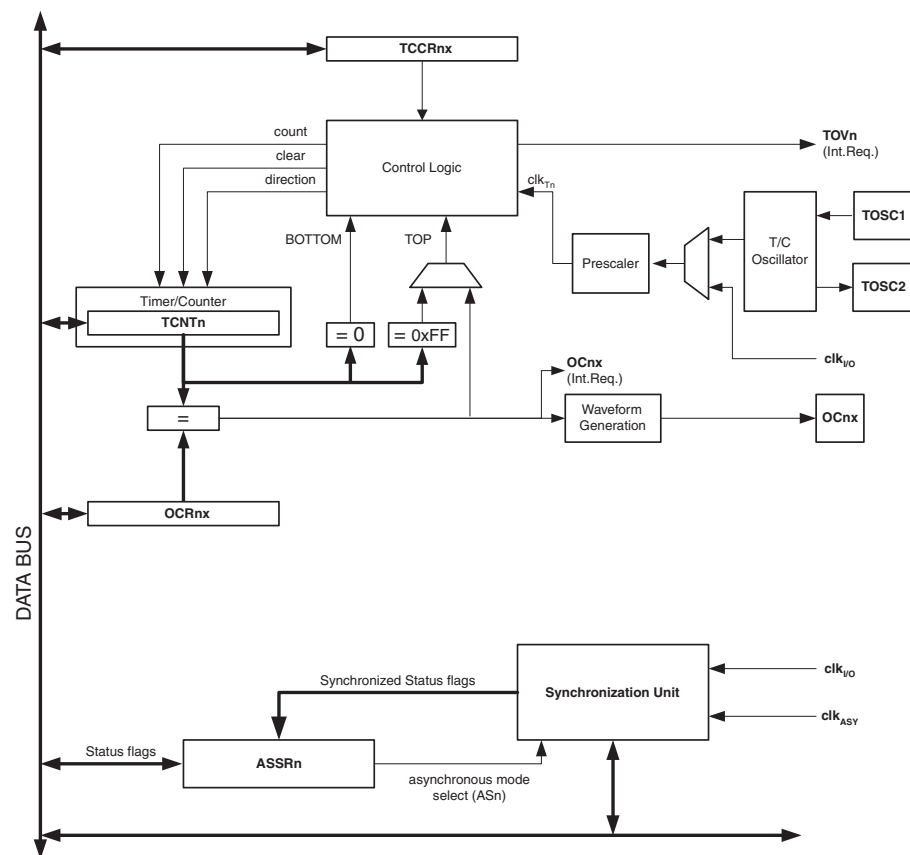 TCCRnx
count
clear
direction
Control Logic
TOVn
(Int.Req.)
clkTn
BOTTOM
TOP
Prescaler
T/C
Oscillator
TOSC1
TOSC2
Timer/Counter
TCNTn
= 0
= 0xFF
clkI/O
OCnx
(Int.Req.)
=
Waveform
Generation
OCnx
OCRnx
DATA BUS
Synchronized Status flags
Synchronization Unit
clkI/O
clkASY
Status flags
ASSRn
asynchronous mode
select (ASn)